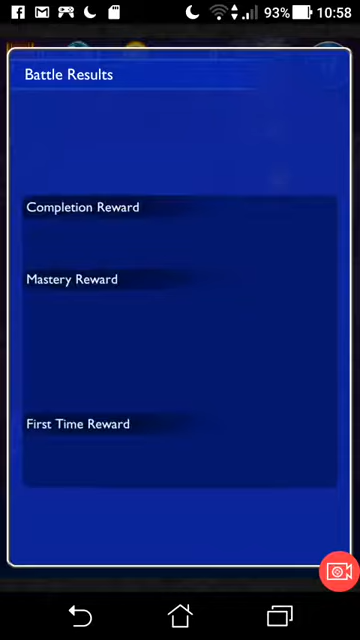 93% 10:58
Battle Results
Completion Reward
Mastery Reward
First Time Reward